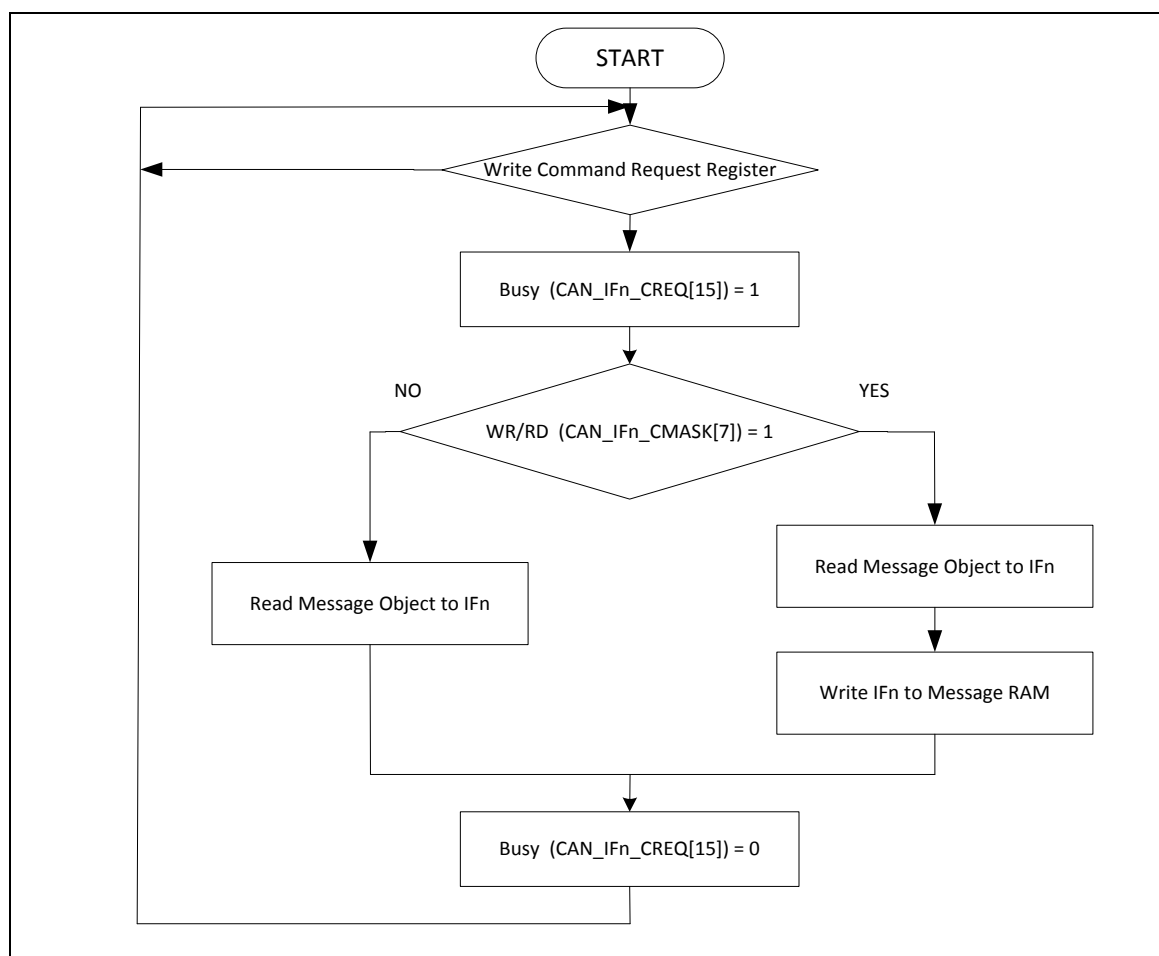 START
Write Command Request Register
Busy (CAN_IFn_CREQ[15]) = 1
NO
YES
WR/RD (CAN_IFn_CMASK[7]) = 1
Read Message Object to IFn
Read Message Object to IFn
Write IFn to Message RAM
Busy (CAN_IFn_CREQ[15]) = 0